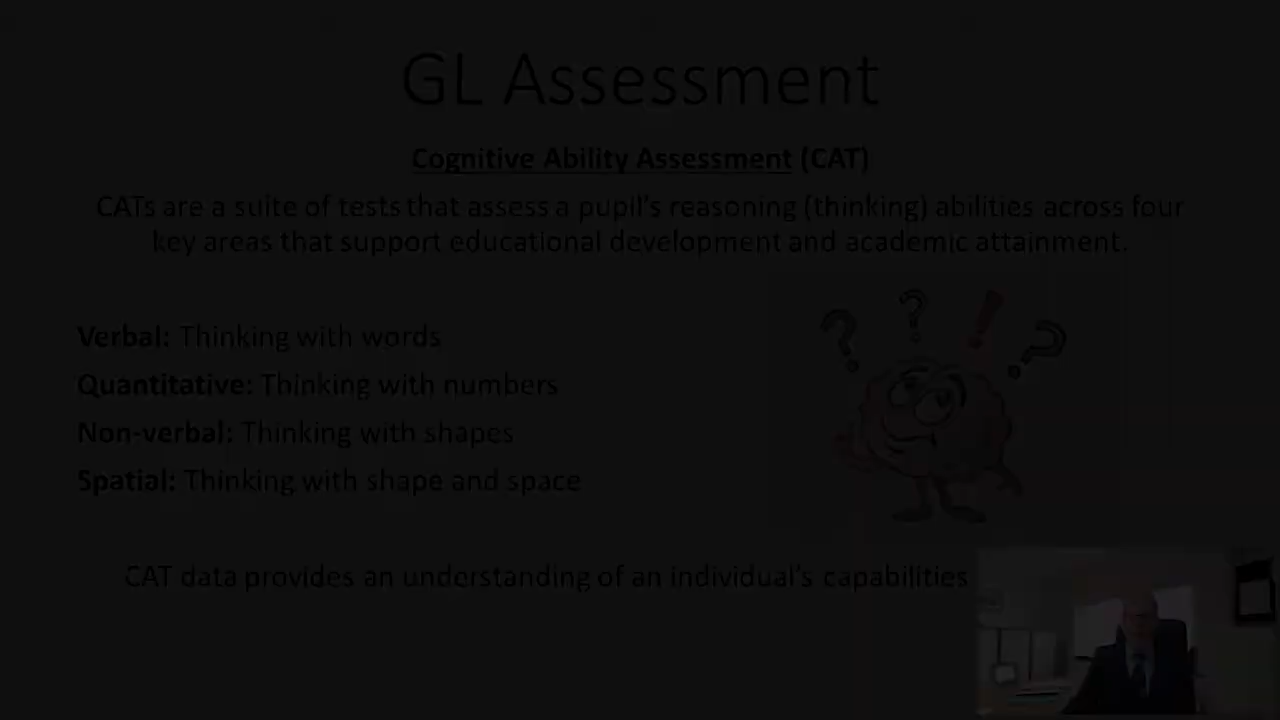 GL Assessment
Cognitive Ability Assessment (CAT)
CATs are a suite of tests that assess a pupil's reasoning (thinking) abilities across four
key areas that support educational development and academic attainment.
Verbal: Thinking with words
Quantitative: Thinking with numbers
Non-verbal: Thinking with shapes
Spatial: Thinking with shape and space
CAT data provides an understanding of an individual's capabilities